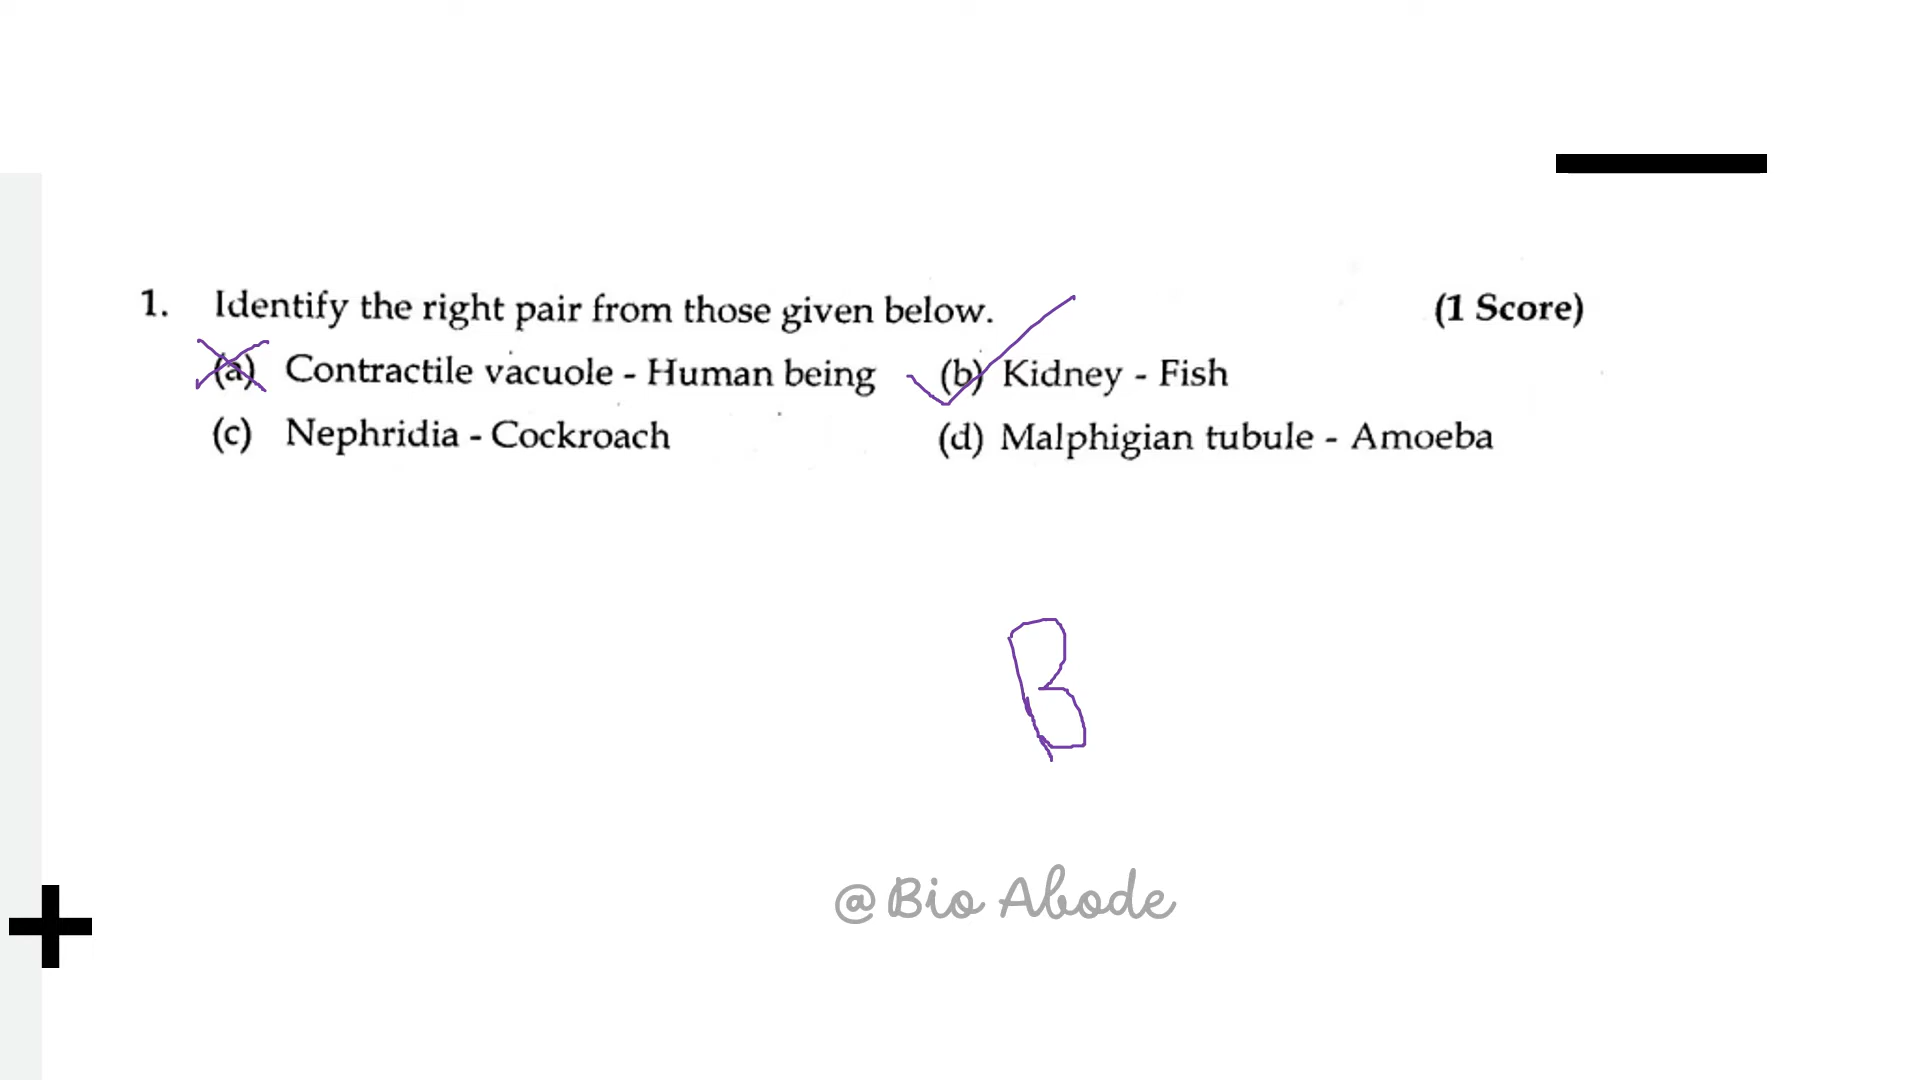 1. Identify the right pair from those given below. (1 Score)
(a) Contractile vacuole - Human being (b) Kidney - Fish
(c) Nephridia - Cockroach (d) Malphigian tubule - Amoeba
B
@Bio Abode